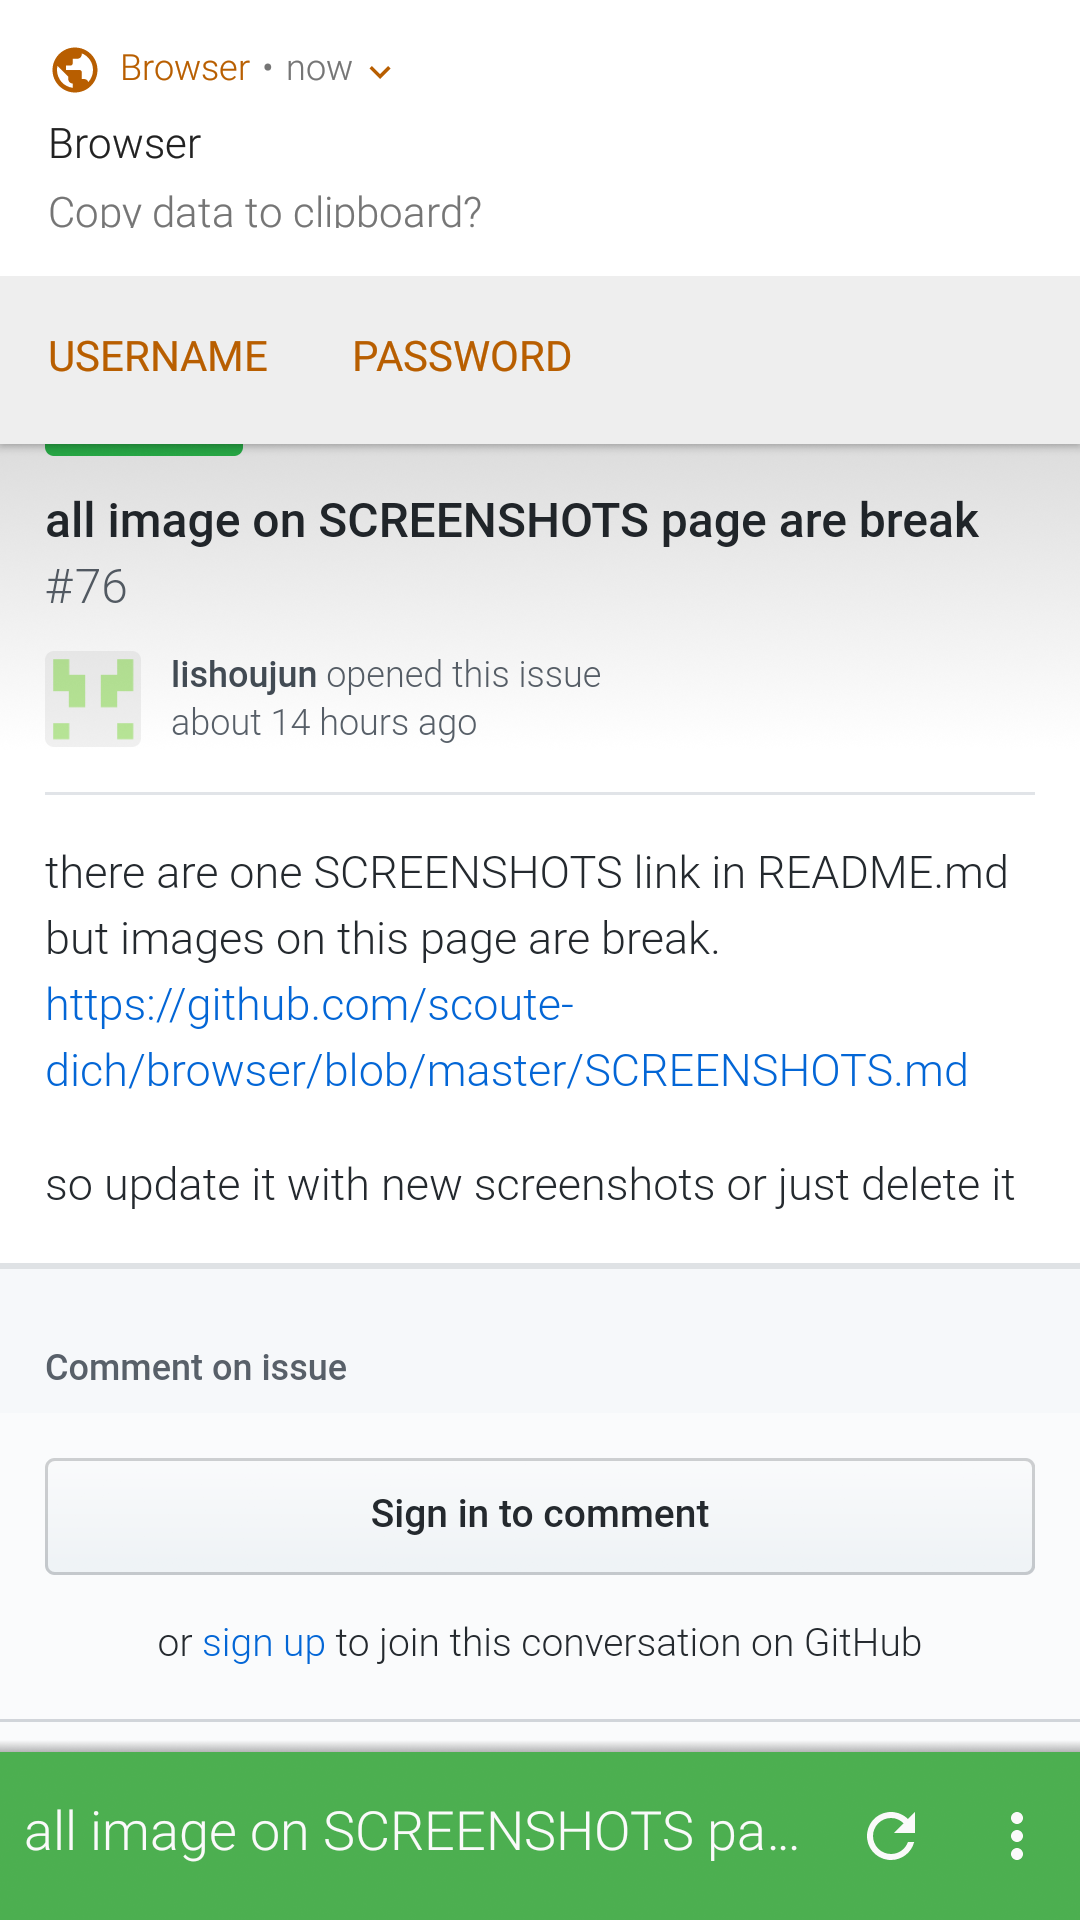 Browser • now
Browser
Copy data to clipboard?
USERNAME PASSWORD
all image on SCREENSHOTS page are break
#76
lishoujun opened this issue
about 14 hours ago
there are one SCREENSHOTS link in README.md
but images on this page are break.
https://github.com/scoute-
dich/browser/blob/master/SCREENSHOTS.md
so update it with new screenshots or just delete it
Comment on issue
Sign in to comment
or sign up to join this conversation on GitHub
all image on SCREENSHOTS pa...